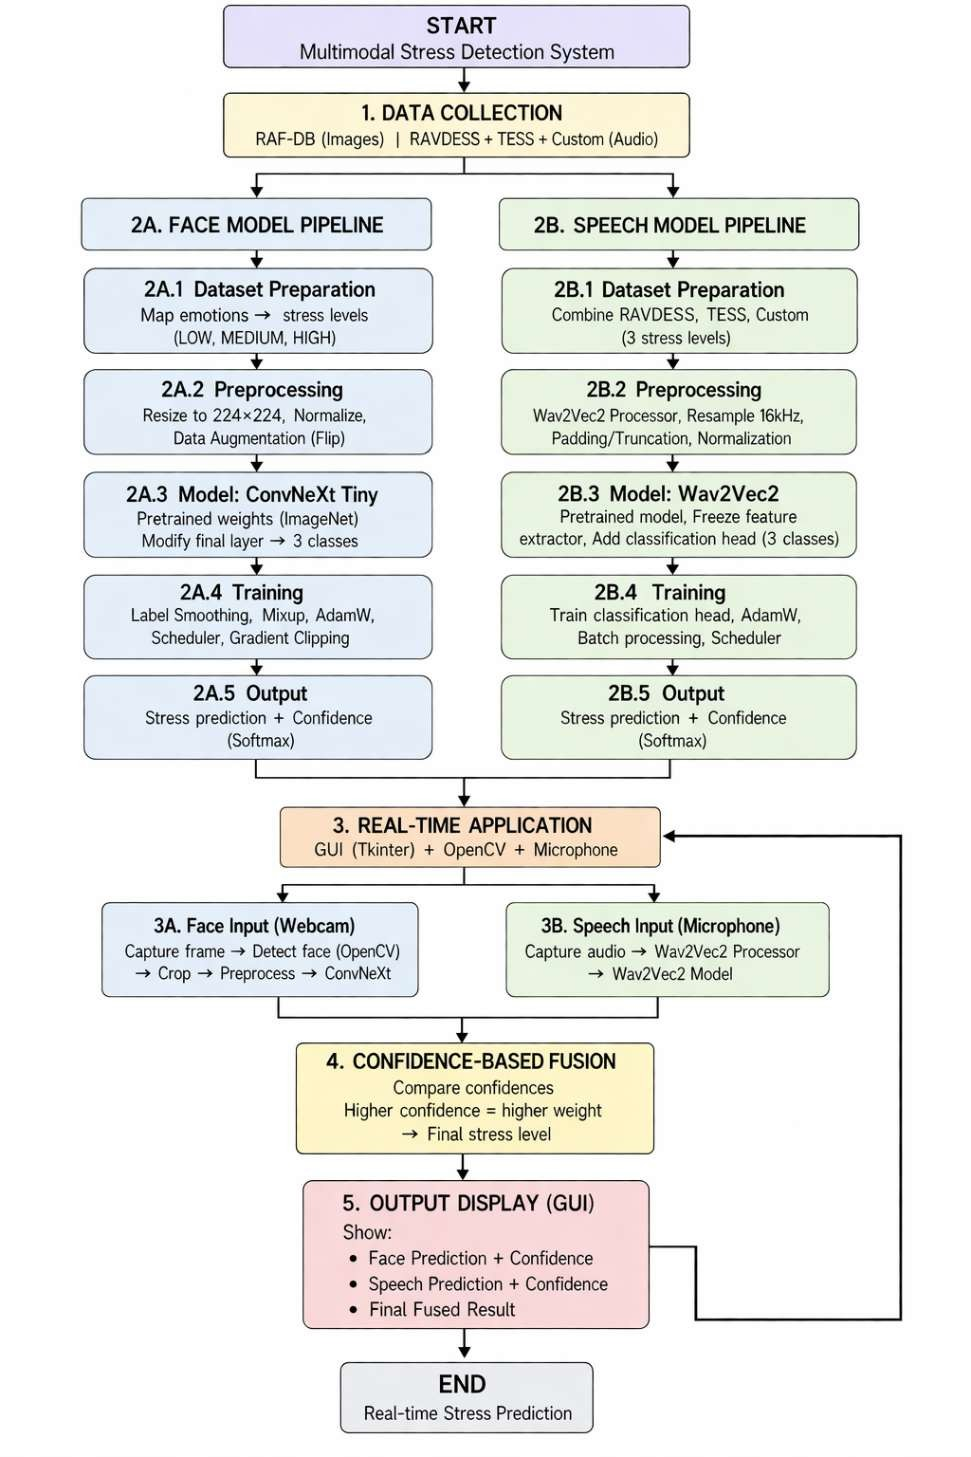 START
Multimodal Stress Detection System
1. DATA COLLECTION
RAF-DB (Images) | RAVDESS + TESS + Custom (Audio)
2A. FACE MODEL PIPELINE
2A.1 Dataset Preparation
Map emotions → stress levels
(LOW, MEDIUM, HIGH)
2A.2 Preprocessing
Resize to 224×224, Normalize,
Data Augmentation (Flip)
2A.3 Model: ConvNeXt Tiny
Pretrained weights (ImageNet)
Modify final layer → 3 classes
2A.4 Training
Label Smoothing, Mixup, AdamW,
Scheduler, Gradient Clipping
2A.5 Output
Stress prediction + Confidence
(Softmax)
2B. SPEECH MODEL PIPELINE
2B.1 Dataset Preparation
Combine RAVDESS, TESS, Custom
(3 stress levels)
2B.2 Preprocessing
Wav2Vec2 Processor, Resample 16kHz,
Padding/Truncation, Normalization
2B.3 Model: Wav2Vec2
Pretrained model, Freeze feature
extractor, Add classification head (3 classes)
2B.4 Training
Train classification head, AdamW,
Batch processing, Scheduler
2B.5 Output
Stress prediction + Confidence
(Softmax)
3. REAL-TIME APPLICATION
GUI (Tkinter) + OpenCV + Microphone
3A. Face Input (Webcam)
Capture frame → Detect face (OpenCV)
→ Crop → Preprocess → ConvNeXt
3B. Speech Input (Microphone)
Capture audio → Wav2Vec2 Processor
→ Wav2Vec2 Model
4. CONFIDENCE-BASED FUSION
Compare confidences
Higher confidence = higher weight
→ Final stress level
5. OUTPUT DISPLAY (GUI)
Show:
• Face Prediction + Confidence
• Speech Prediction + Confidence
• Final Fused Result
END
Real-time Stress Prediction